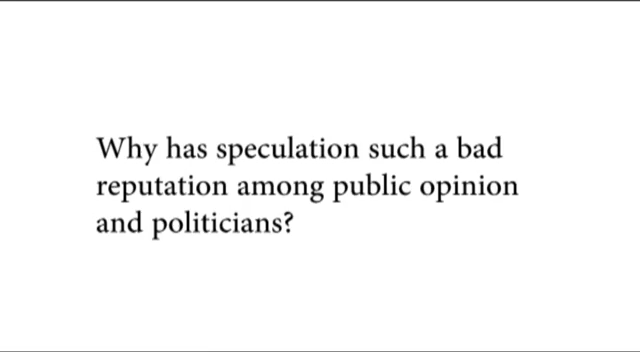 Why has speculation such a bad
reputation among public opinion
and politicians?